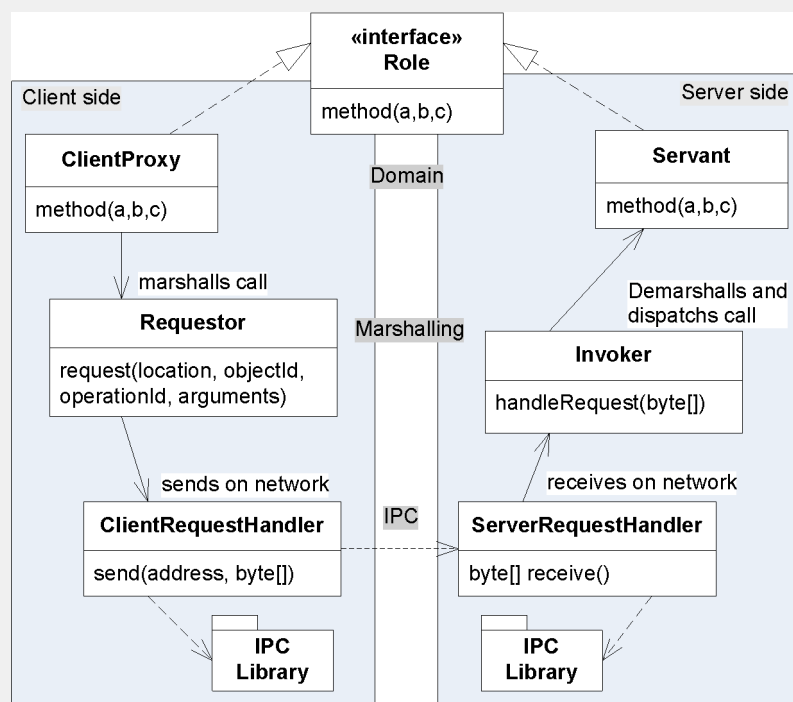 «interface»
Role
method(a,b,c)
Client side
Server side
ClientProxy
method(a,b,c)
Domain
Servant
method(a,b,c)
marshalls call
Demarshalls and
dispatchs call
Requestor
request(location, objectId,
operationId, arguments)
Marshalling
Invoker
handleRequest(byte[])
sends on network
receives on network
ClientRequestHandler
send(address, byte[])
IPC
ServerRequestHandler
byte[] receive()
IPC
Library
IPC
Library